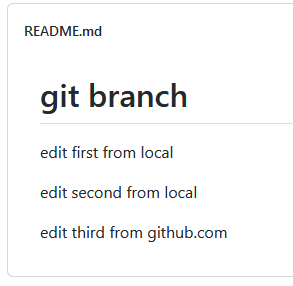 README.md
git branch
edit first from local
edit second from local
edit third from github.com